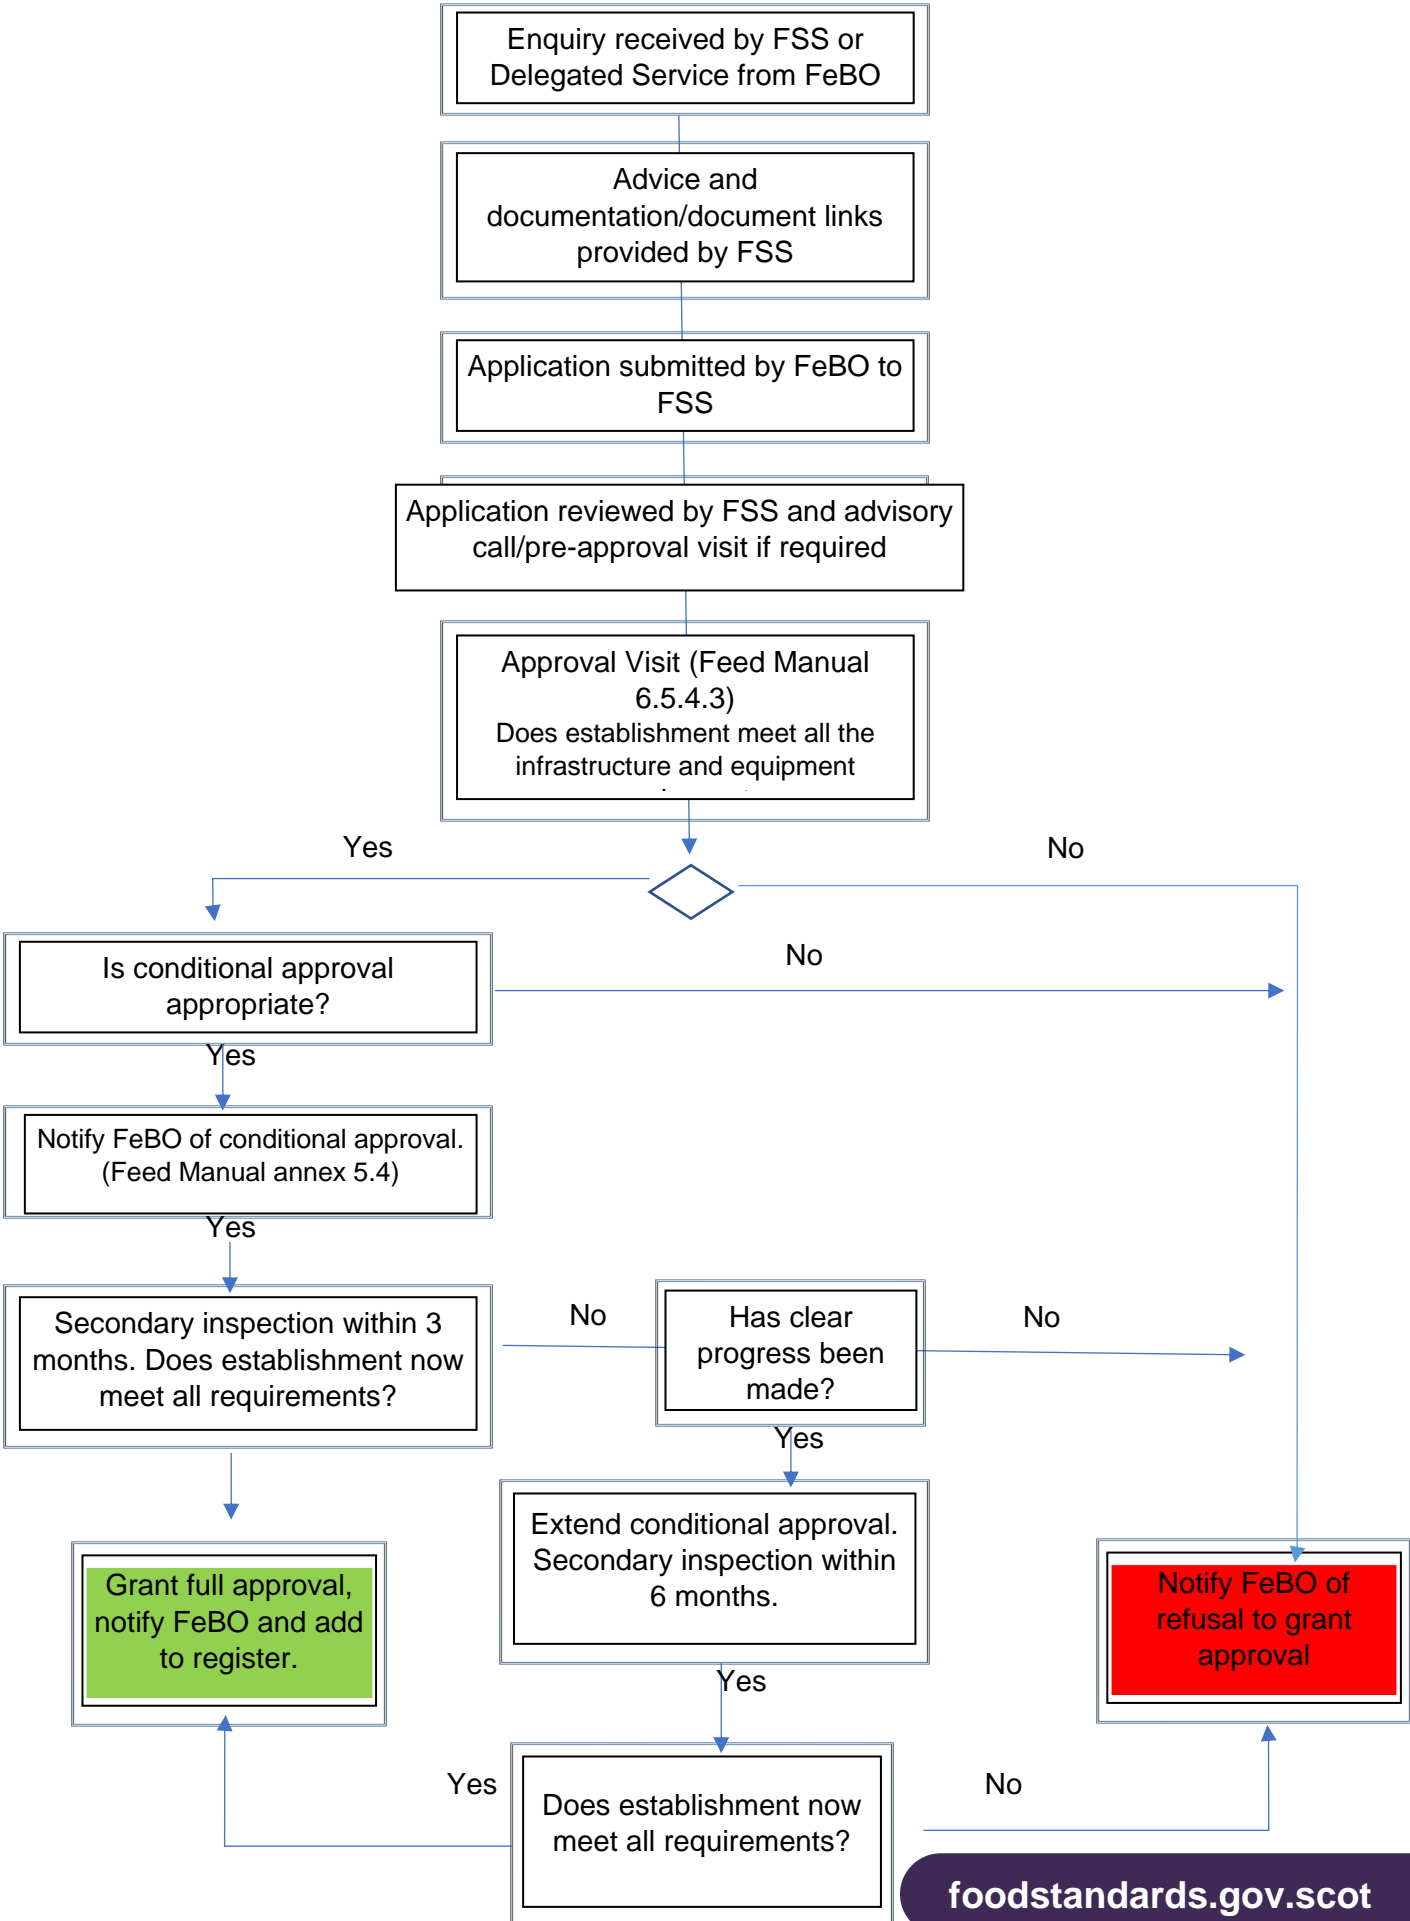 Enquiry received by FSS or
Delegated Service from FeBO
Advice and
documentation/document links
provided by FSS
Application submitted by FeBO to
FSS
Application reviewed by FSS and advisory
call/pre-approval visit if required
Approval Visit (Feed Manual
6.5.4.3)
Does establishment meet all the
infrastructure and equipment
Yes
No
Is conditional approval
appropriate?
No
Yes
Notify FeBO of conditional approval.
(Feed Manual annex 5.4)
Yes
Secondary inspection within 3
months. Does establishment now
meet all requirements?
No
Has clear
progress been
made?
No
Yes
Extend conditional approval.
Secondary inspection within
6 months.
Grant full approval,
notify FeBO and add
to register.
Notify FeBO of
refusal to grant
approval
Yes
Yes
Does establishment now
meet all requirements?
No
foodstandards.gov.scot